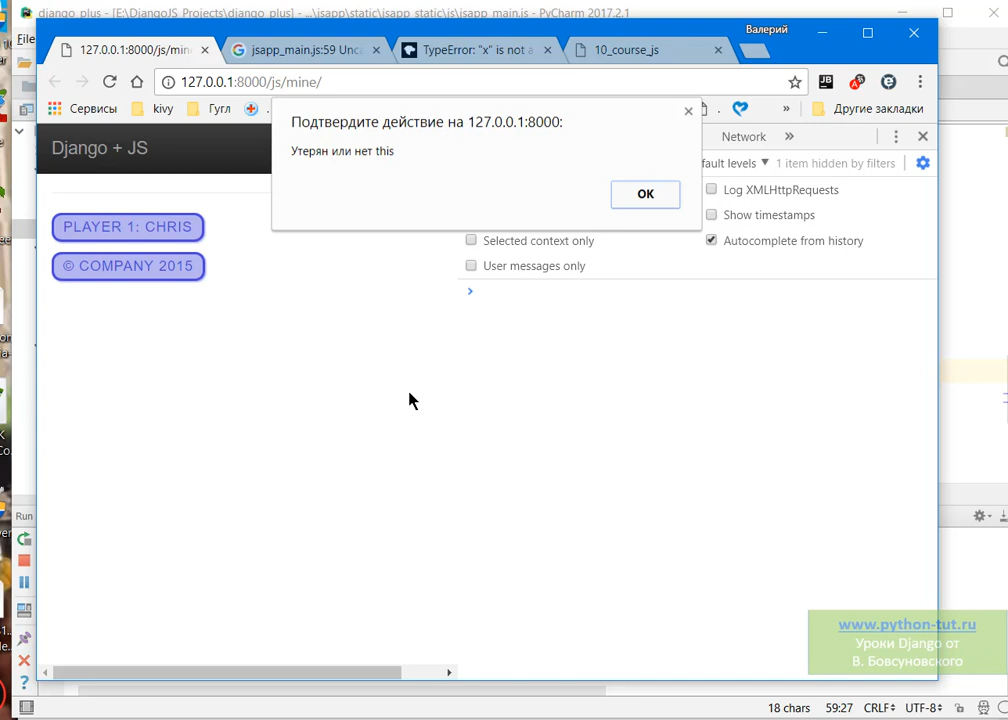 django_plus - [E:\DjangoJS_Projects\django_plus] - ...\jsapp\static\jsapp_static\js\jsapp_main.js - PyCharm 2017.2.1
File
Валерий
127.0.0.1:8000/js/mine
jsapp_main.js:59 Unca
TypeError: "x" is not a
10_course_js
127.0.0.1:8000/js/mine/
Сервисы
kivy
Гугл
Другие закладки
Django + JS
Подтвердите действие на 127.0.0.1:8000:
Утерян или нет this
OK
Network
fault levels ▼
1 item hidden by filters
Log XMLHttpRequests
Show timestamps
Selected context only
Autocomplete from history
User messages only
PLAYER 1: CHRIS
© COMPANY 2015
Run
www.python-tut.ru
Уроки Django от
В. Бовсуновского
18 chars
59:27
CRLF
UTF-8